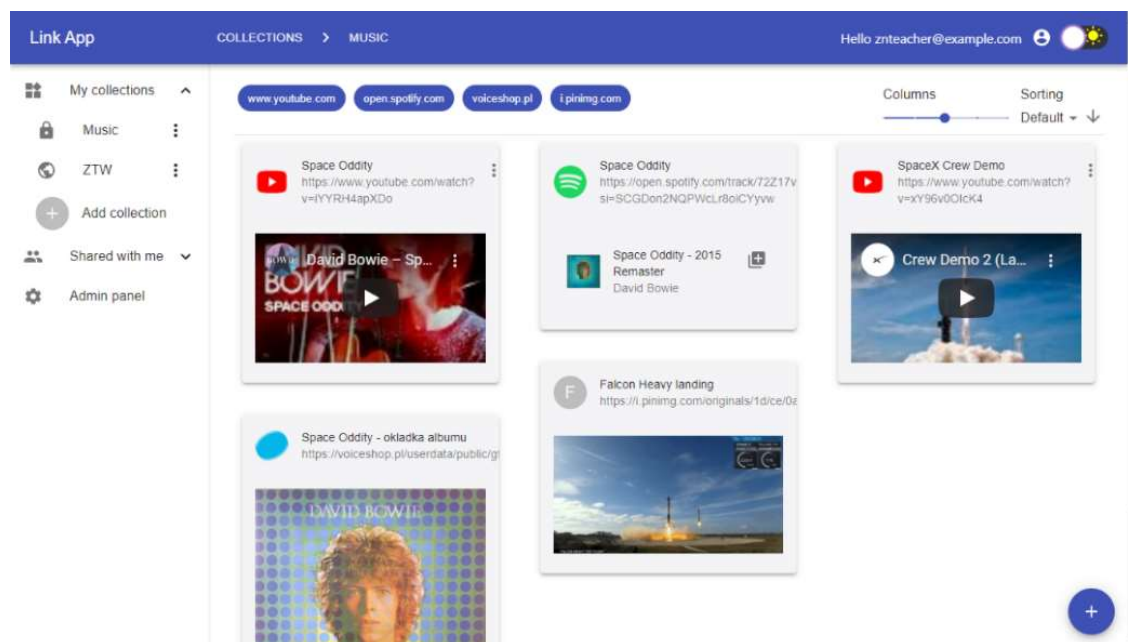 Link App
COLLECTIONS > MUSIC
Hello znteacher@example.com
My collections
Music
ZTW
Add collection
Shared with me
Admin panel
www.youtube.com
open.spotify.com
voiceshop.pl
i.pinimg.com
Columns
Sorting
Default
Space Oddity
https://www.youtube.com/watch?
v=iYYRH4apXDo
David Bowie – Sp...
BOWIE
SPACE ODD
Space Oddity - okladka albumu
https://voiceshop.pl/userdata/public/g
DAVID BOWIE
Space Oddity
https://open.spotify.com/track/72Z17v
si=SCGDon2NQPWcLr8oiCYyvw
Space Oddity - 2015
Remaster
David Bowie
F
Falcon Heavy landing
https://i.pinimg.com/originals/1d/ce/0a
SpaceX Crew Demo
https://www.youtube.com/watch?
v=xY96v0OIcK4
Crew Demo 2 (La...